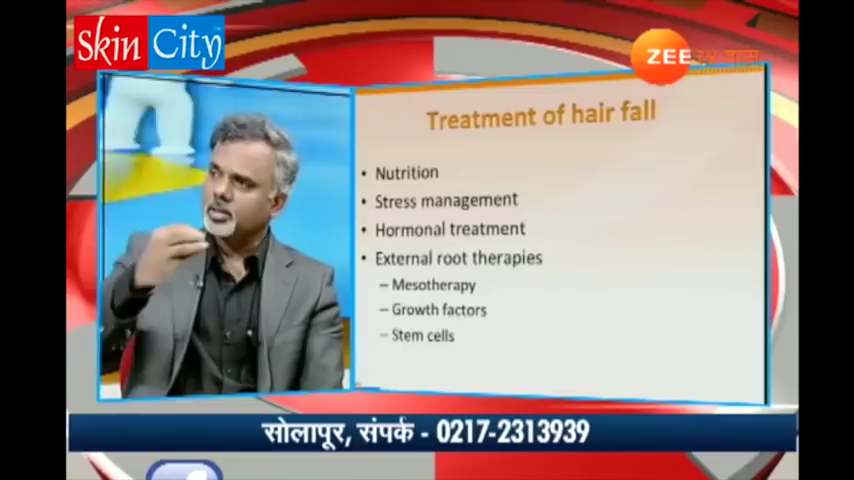 Skin City
ZEE २४ तास
Treatment of hair fall
• Nutrition
• Stress management
• Hormonal treatment
• External root therapies
– Mesotherapy
– Growth factors
– Stem cells
सोलापूर, संपर्क - 0217-2313939